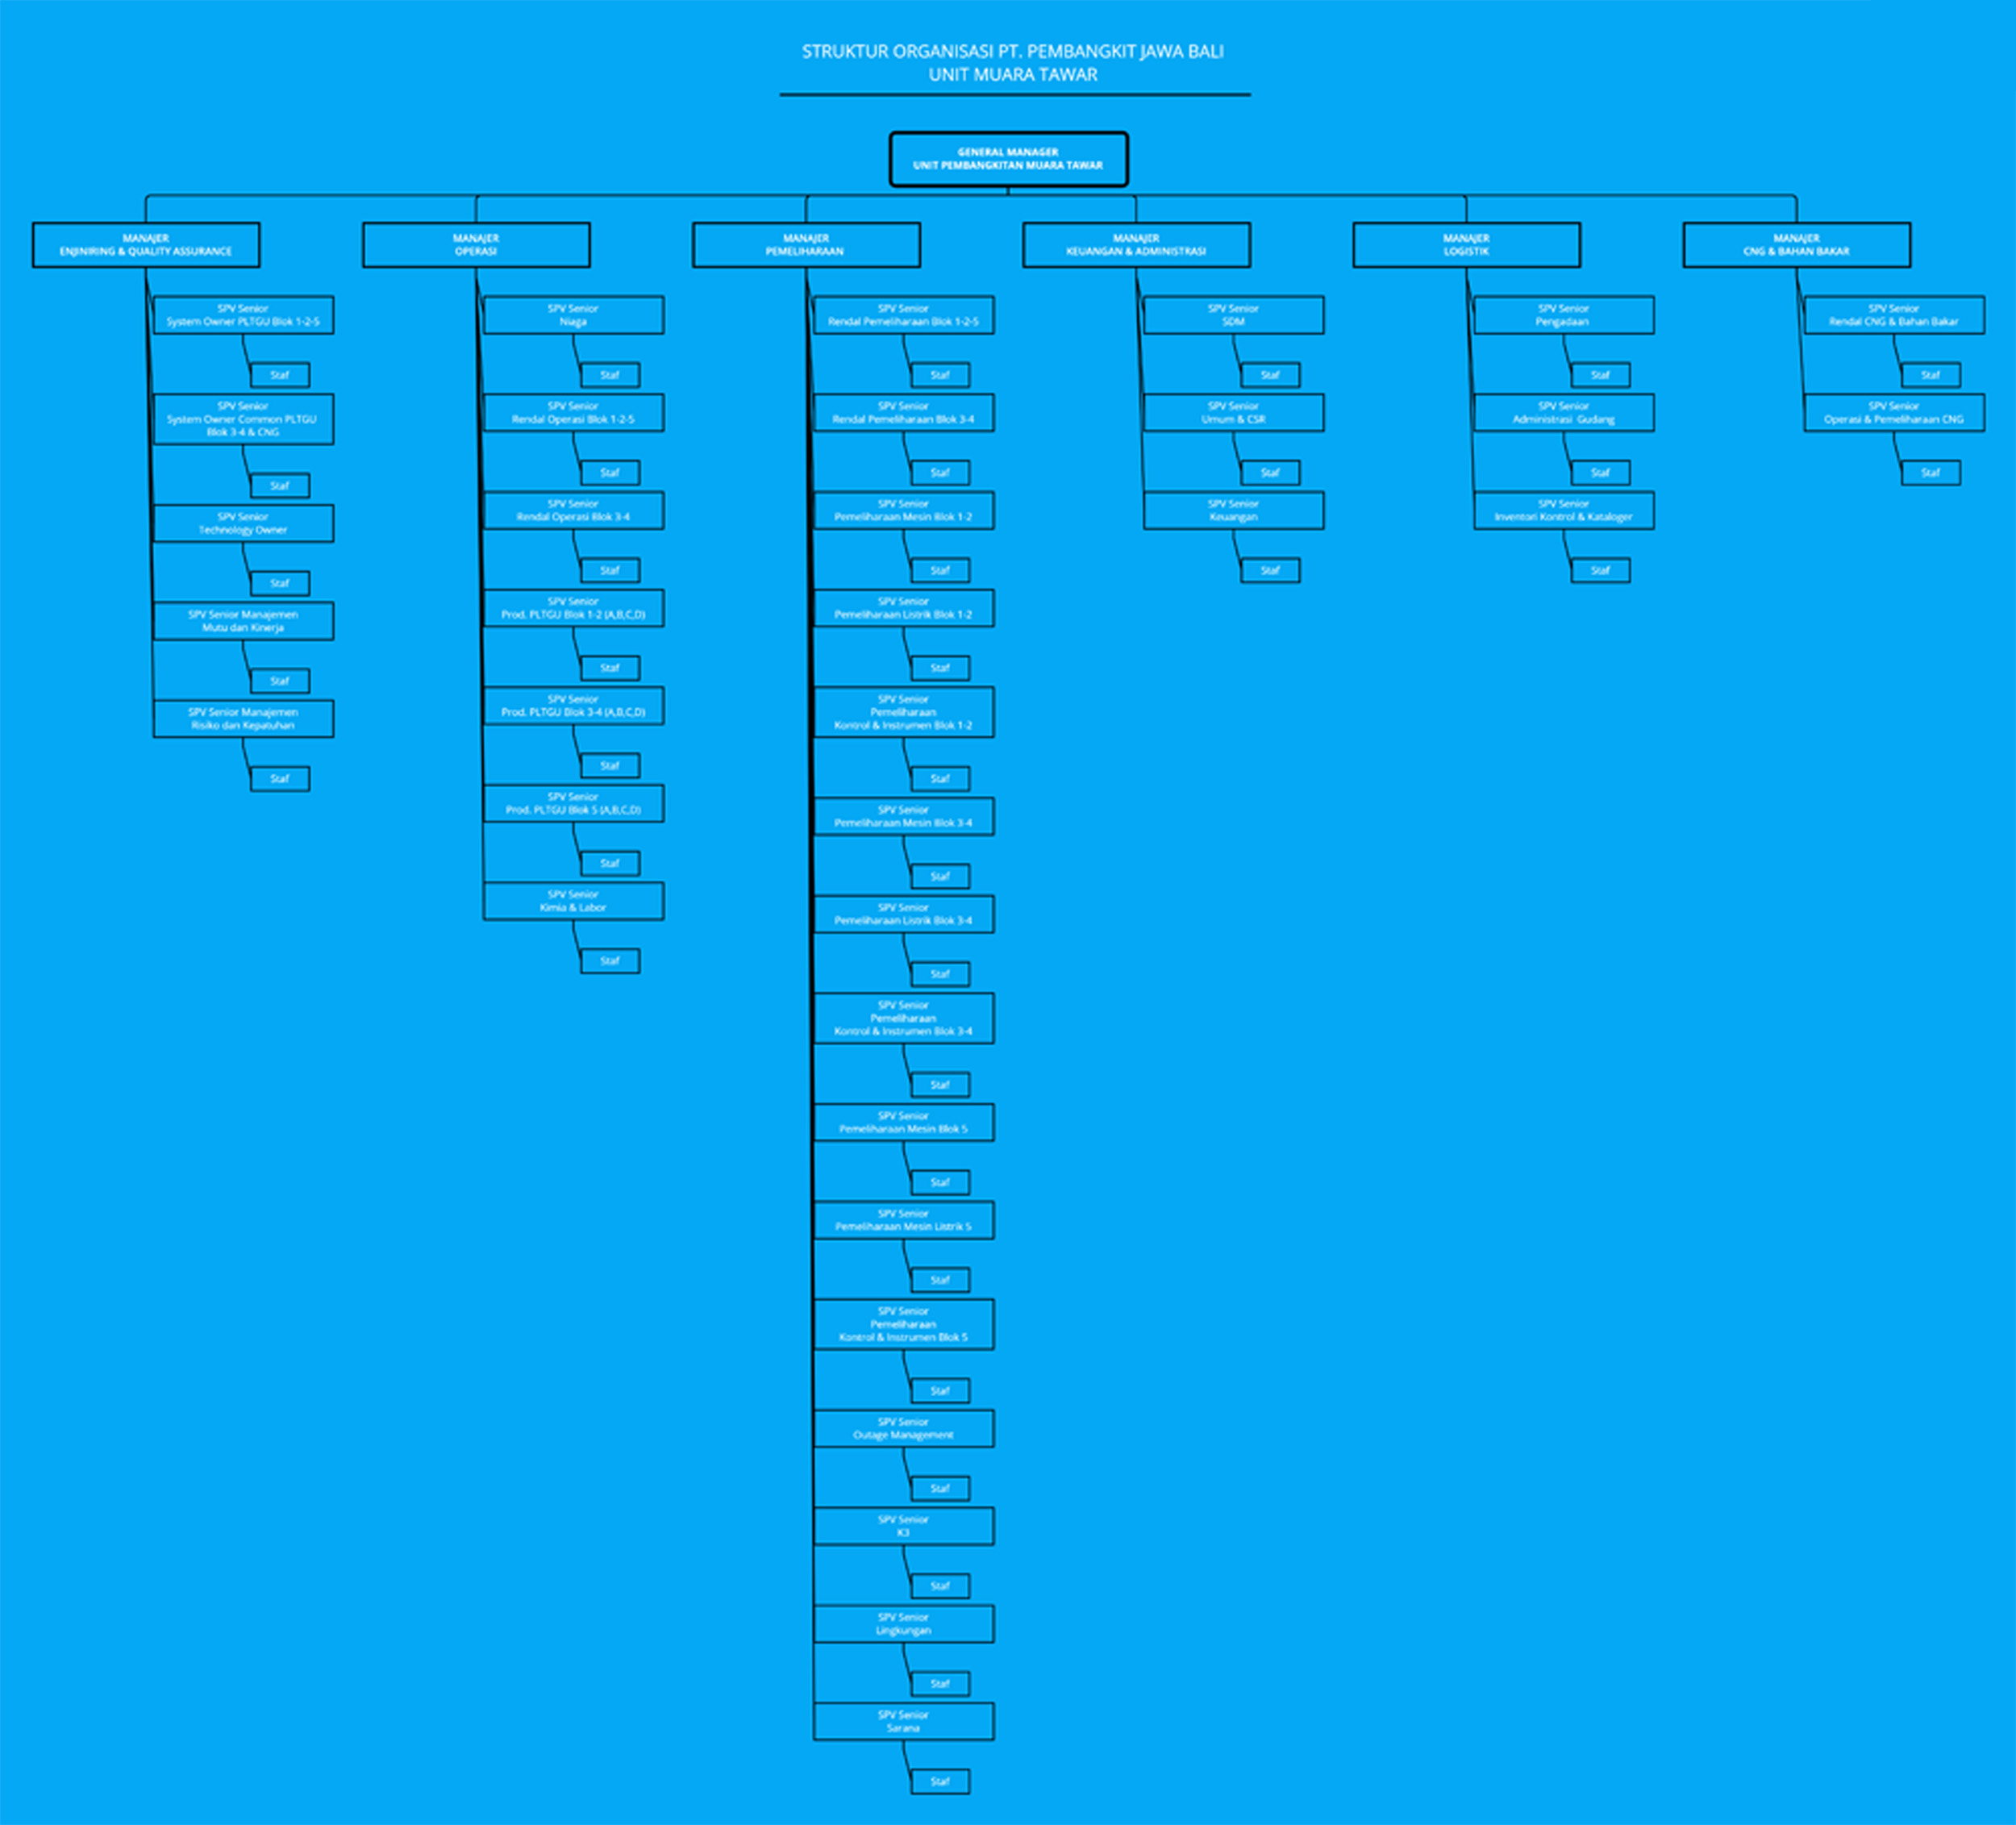 STRUKTUR ORGANISASI PT. PEMBANGKIT JAWA BALI
UNIT MUARA TAWAR
GENERAL MANAGER
UNIT PEMBANGKITAN MUARA TAWAR
MANAJER
ENJINIRING & QUALITY ASSURANCE
SPV Senior
System Owner PLTGU Blok 1-2-5
Staf
SPV Senior
System Owner Common PLTGU
Blok 3-4 & CNG
Staf
SPV Senior
Technology Owner
Staf
SPV Senior Manajemen
Mutu dan Kinerja
Staf
SPV Senior Manajemen
Risiko dan Kepatuhan
Staf
MANAJER
OPERASI
SPV Senior
Niaga
Staf
SPV Senior
Rendal Operasi Blok 1-2-5
Staf
SPV Senior
Rendal Operasi Blok 3-4
Staf
SPV Senior
Prod. PLTGU Blok 1-2 (A,B,C,D)
Staf
SPV Senior
Prod. PLTGU Blok 3-4 (A,B,C,D)
Staf
SPV Senior
Prod. PLTGU Blok 5 (A,B,C,D)
Staf
SPV Senior
Kimia & Labor
Staf
MANAJER
PEMELIHARAAN
SPV Senior
Rendal Pemeliharaan Blok 1-2-5
Staf
SPV Senior
Rendal Pemeliharaan Blok 3-4
Staf
SPV Senior
Pemeliharaan Mesin Blok 1-2
Staf
SPV Senior
Pemeliharaan Listrik Blok 1-2
Staf
SPV Senior
Pemeliharaan
Kontrol & Instrumen Blok 1-2
Staf
SPV Senior
Pemeliharaan Mesin Blok 3-4
Staf
SPV Senior
Pemeliharaan Listrik Blok 3-4
Staf
SPV Senior
Pemeliharaan
Kontrol & Instrumen Blok 3-4
Staf
SPV Senior
Pemeliharaan Mesin Blok 5
Staf
SPV Senior
Pemeliharaan Mesin Listrik 5
Staf
SPV Senior
Pemeliharaan
Kontrol & Instrumen Blok 5
Staf
SPV Senior
Outage Management
Staf
SPV Senior
K3
Staf
SPV Senior
Lingkungan
Staf
SPV Senior
Sarana
Staf
MANAJER
KEUANGAN & ADMINISTRASI
SPV Senior
SDM
Staf
SPV Senior
Umum & CSR
Staf
SPV Senior
Keuangan
Staf
MANAJER
LOGISTIK
SPV Senior
Pengadaan
Staf
SPV Senior
Administrasi Gudang
Staf
SPV Senior
Inventori Kontrol & Kataloger
Staf
MANAJER
CNG & BAHAN BAKAR
SPV Senior
Rendal CNG & Bahan Bakar
Staf
SPV Senior
Operasi & Pemeliharaan CNG
Staf